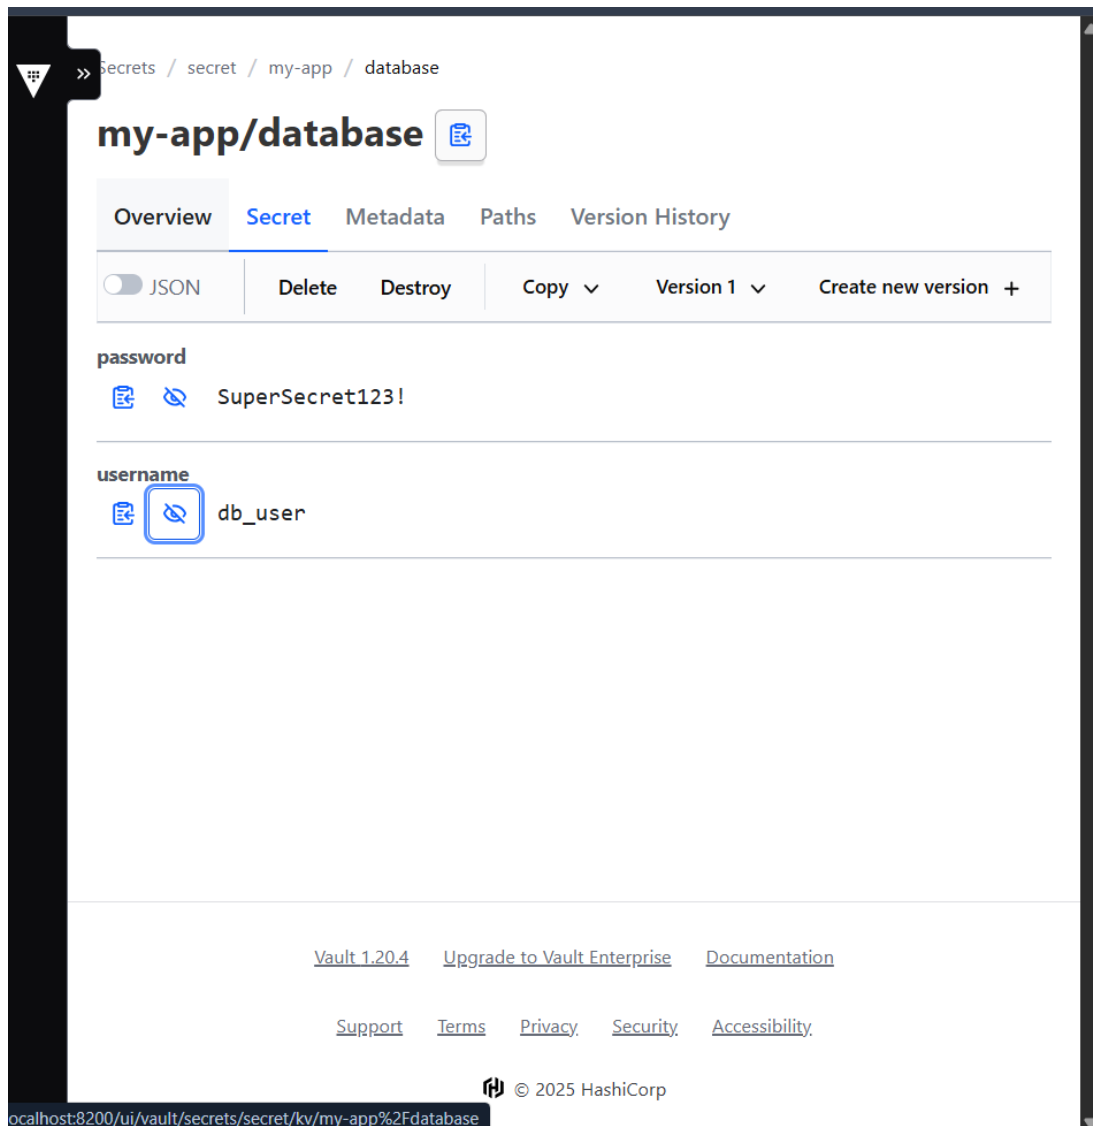 Secrets / secret / my-app / database
my-app/database
Overview Secret Metadata Paths Version History
JSON Delete Destroy Copy Version 1 Create new version +
password
SuperSecret123!
username
db_user
Vault 1.20.4 Upgrade to Vault Enterprise Documentation
Support Terms Privacy Security Accessibility
© 2025 HashiCorp
ocalhost:8200/ui/vault/secrets/secret/kv/my-app%2Fdatabase